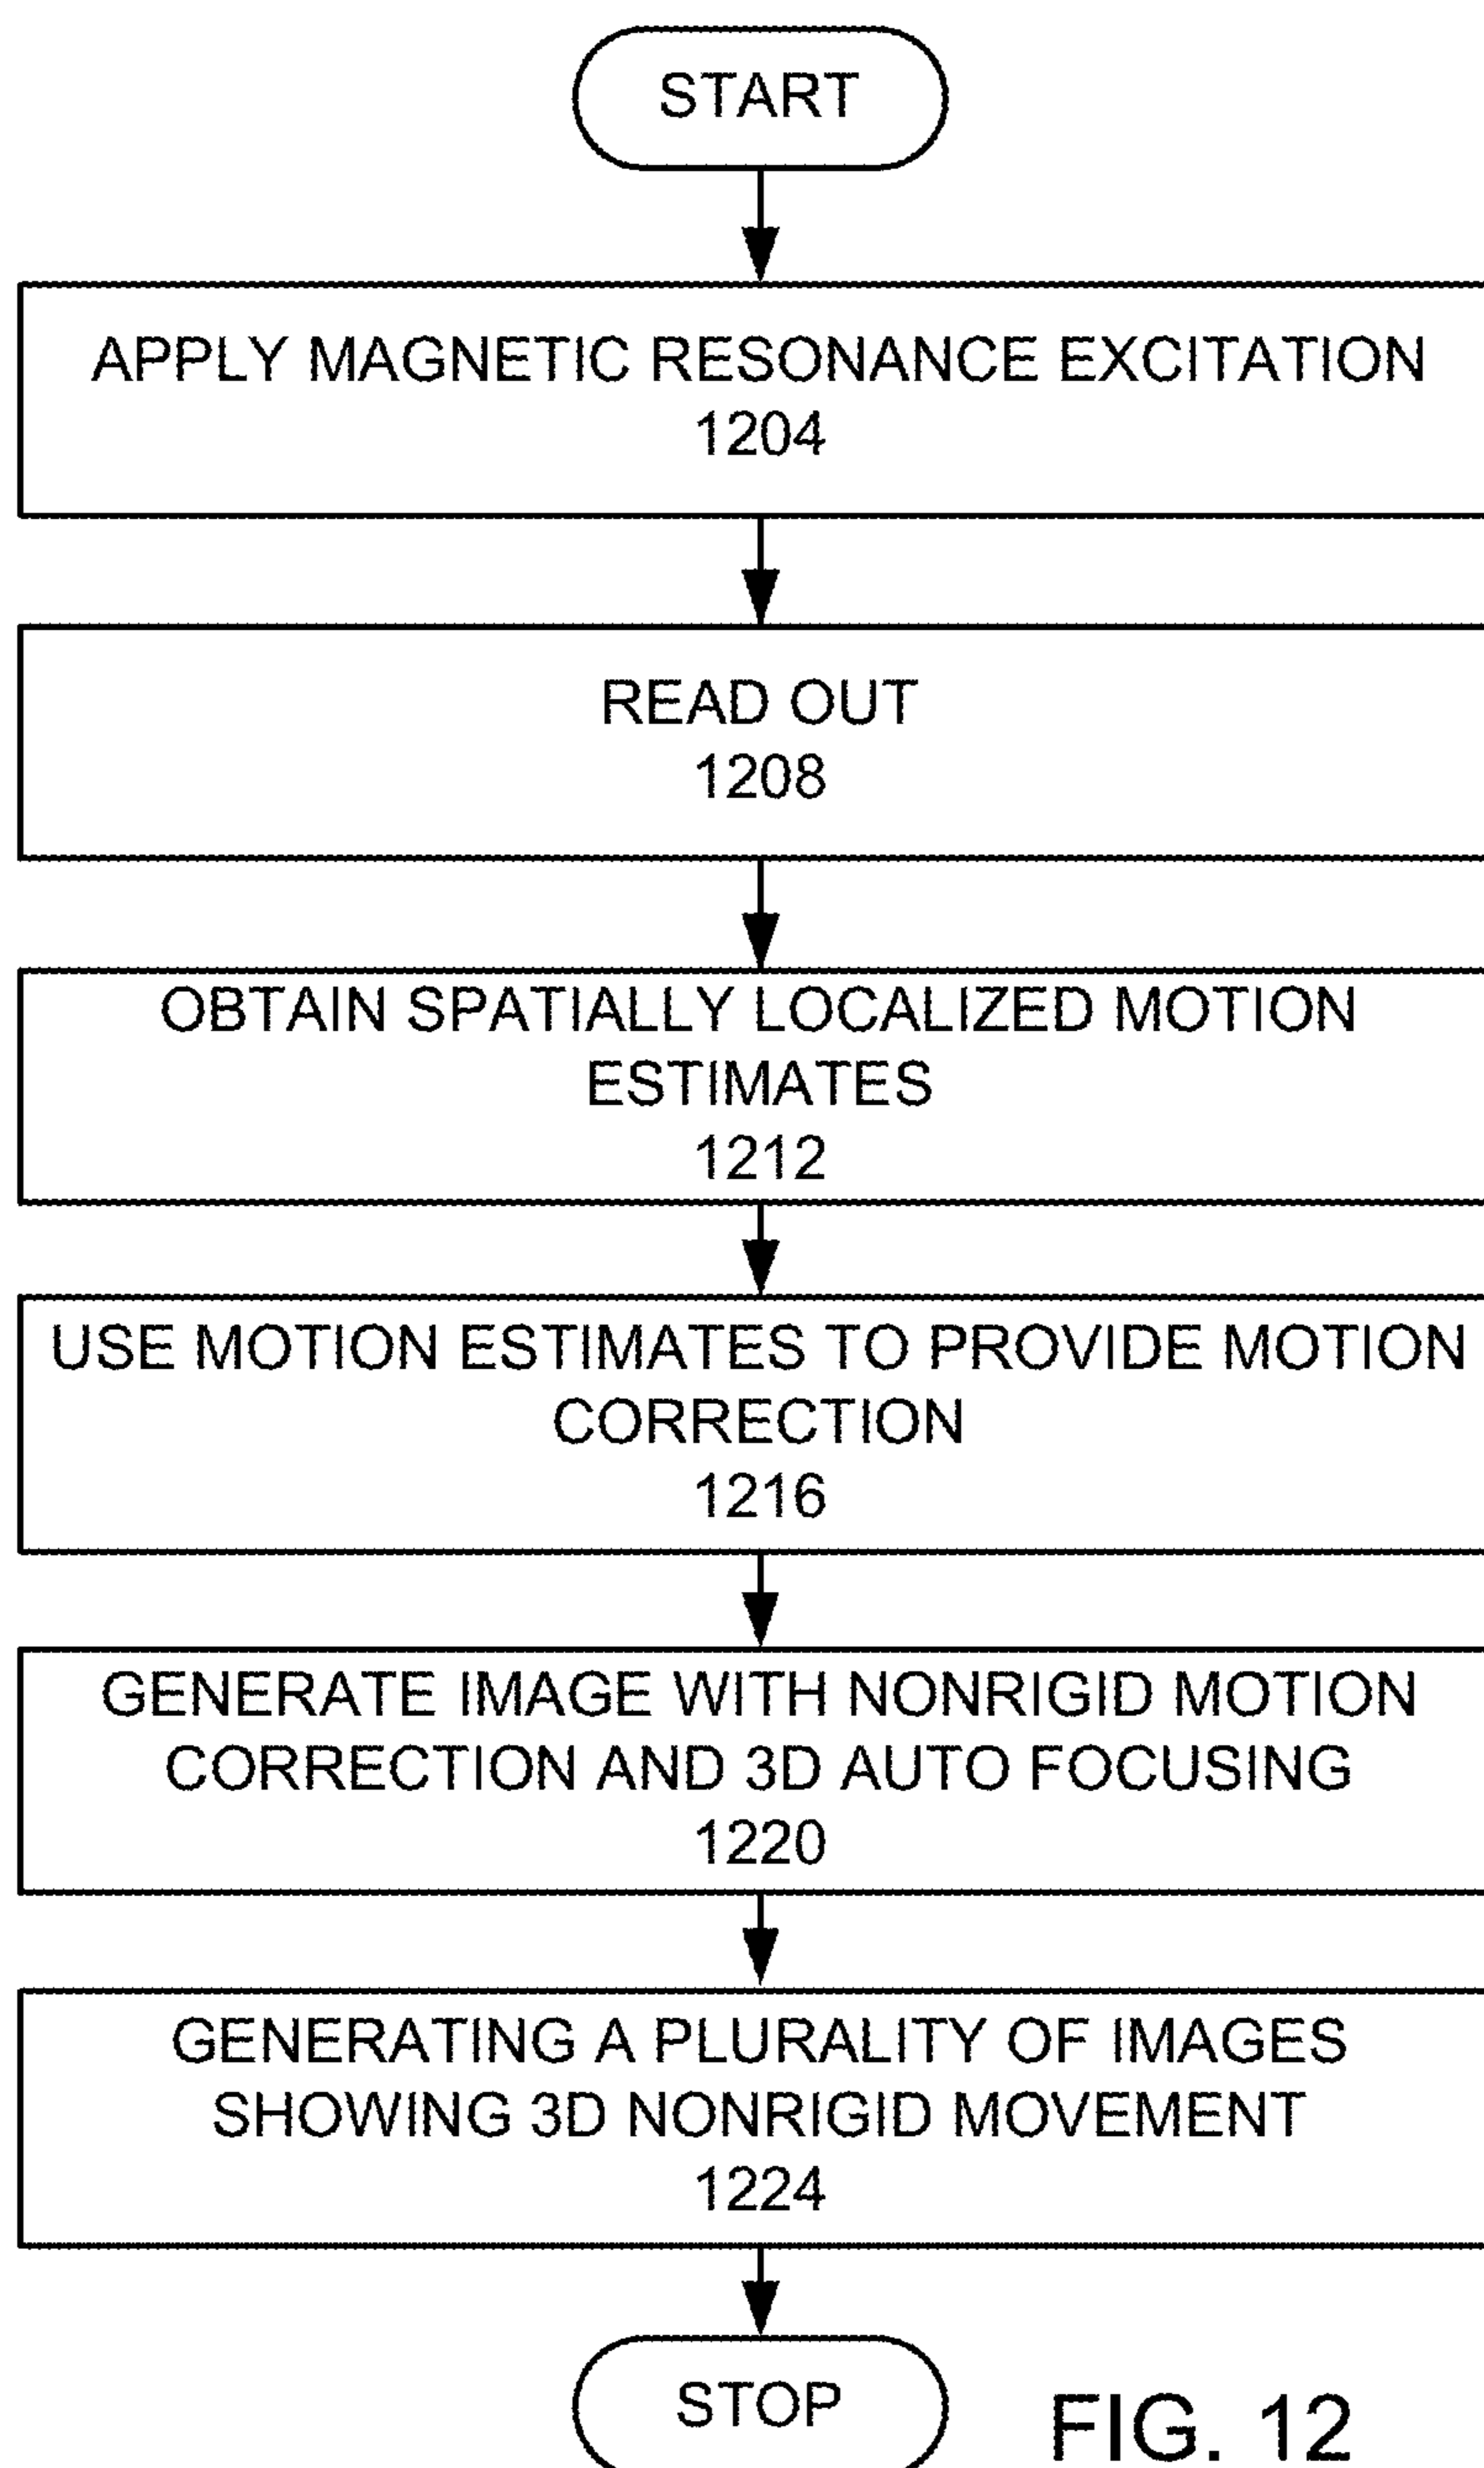 START
APPLY MAGNETIC RESONANCE EXCITATION
1204
READ OUT
1208
OBTAIN SPATIALLY LOCALIZED MOTION
ESTIMATES
1212
USE MOTION ESTIMATES TO PROVIDE MOTION
CORRECTION
1216
GENERATE IMAGE WITH NONRIGID MOTION
CORRECTION AND 3D AUTO FOCUSING
1220
GENERATING A PLURALITY OF IMAGES
SHOWING 3D NONRIGID MOVEMENT
1224
STOP
FIG. 12